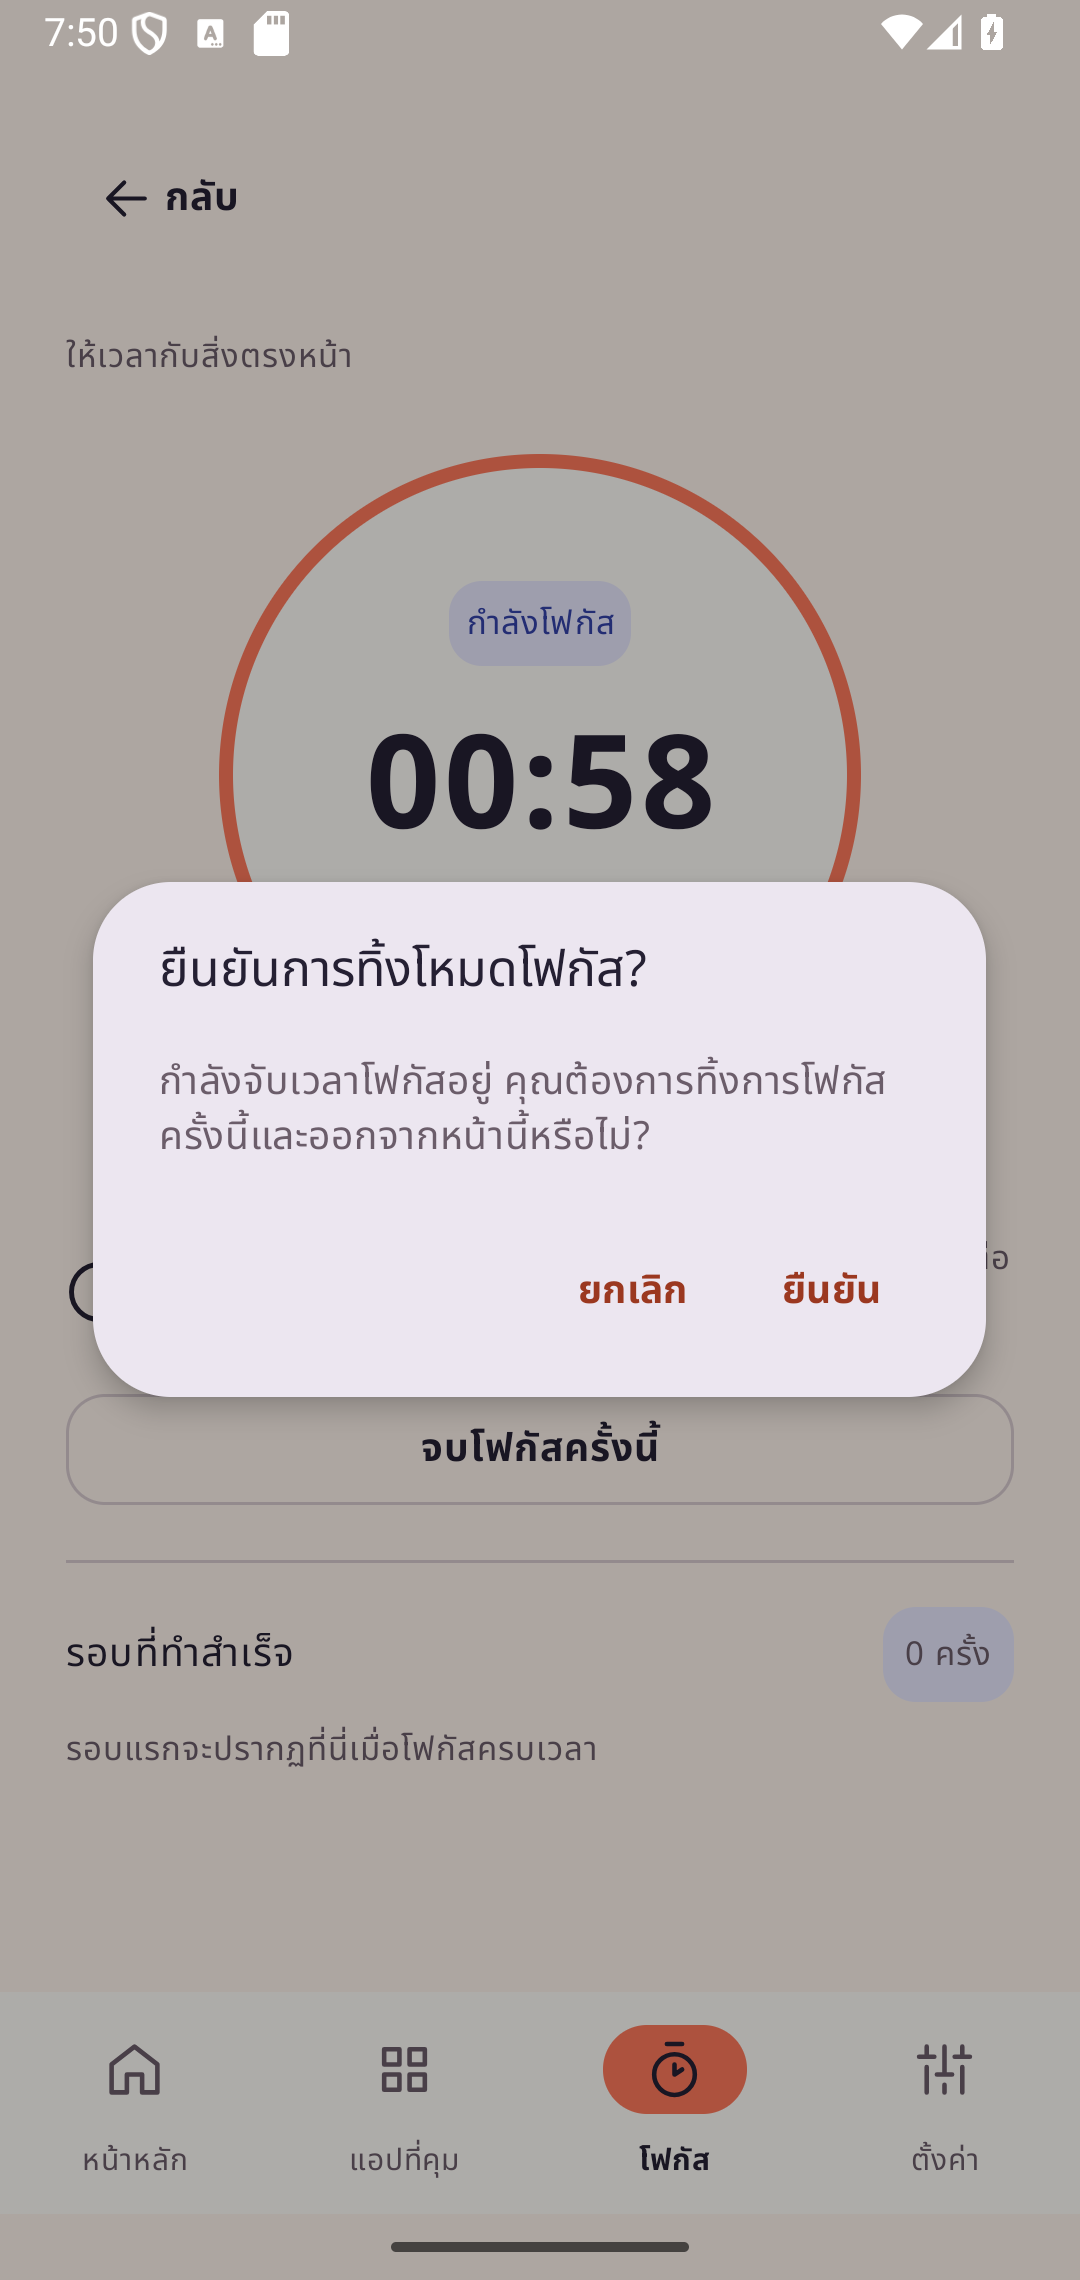 7:50
กลับ
ให้เวลากับสิ่งตรงหน้า
กำลังโฟกัส
00:58
ยืนยันการทิ้งโหมดโฟกัส?
กำลังจับเวลาโฟกัสอยู่ คุณต้องการทิ้งการโฟกัส
ครั้งนี้และออกจากหน้านี้หรือไม่?
ยกเลิก ยืนยัน
จบโฟกัสครั้งนี้
รอบที่ทำสำเร็จ
0 ครั้ง
รอบแรกจะปรากฏที่นี่เมื่อโฟกัสครบเวลา
หน้าหลัก แอปที่คุม โฟกัส ตั้งค่า